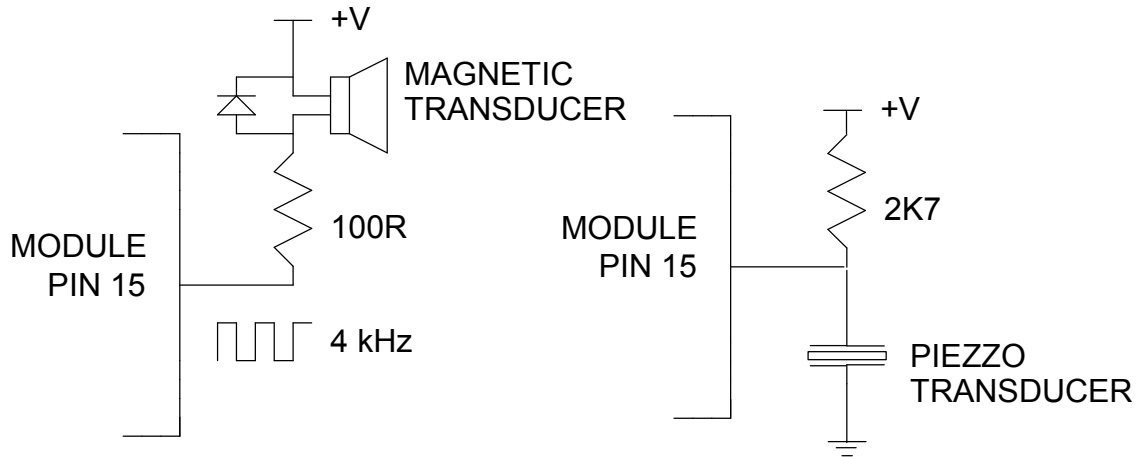 +V
MAGNETIC
TRANSDUCER
100R
MODULE
PIN 15
4 kHz
+V
2K7
MODULE
PIN 15
PIEZZO
TRANSDUCER